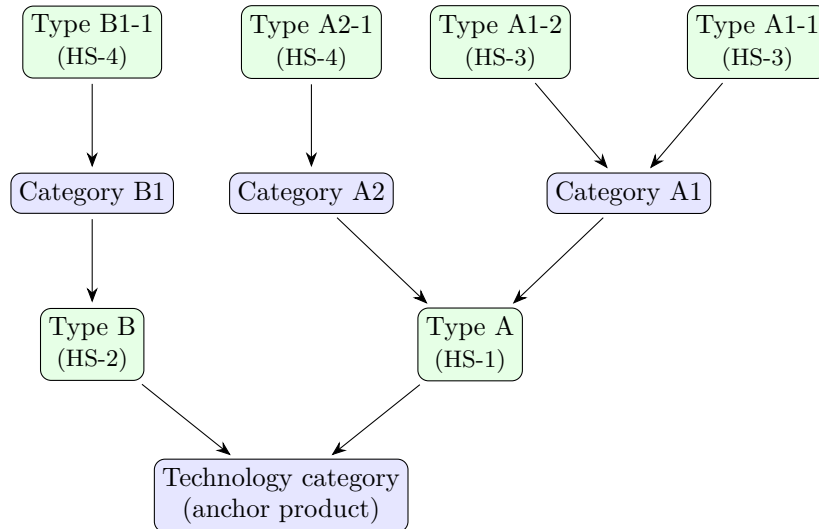 Type B1-1
(HS-4)
Type A2-1
(HS-4)
Type A1-2
(HS-3)
Type A1-1
(HS-3)
Category B1
Category A2
Category A1
Type B
(HS-2)
Type A
(HS-1)
Technology category
(anchor product)